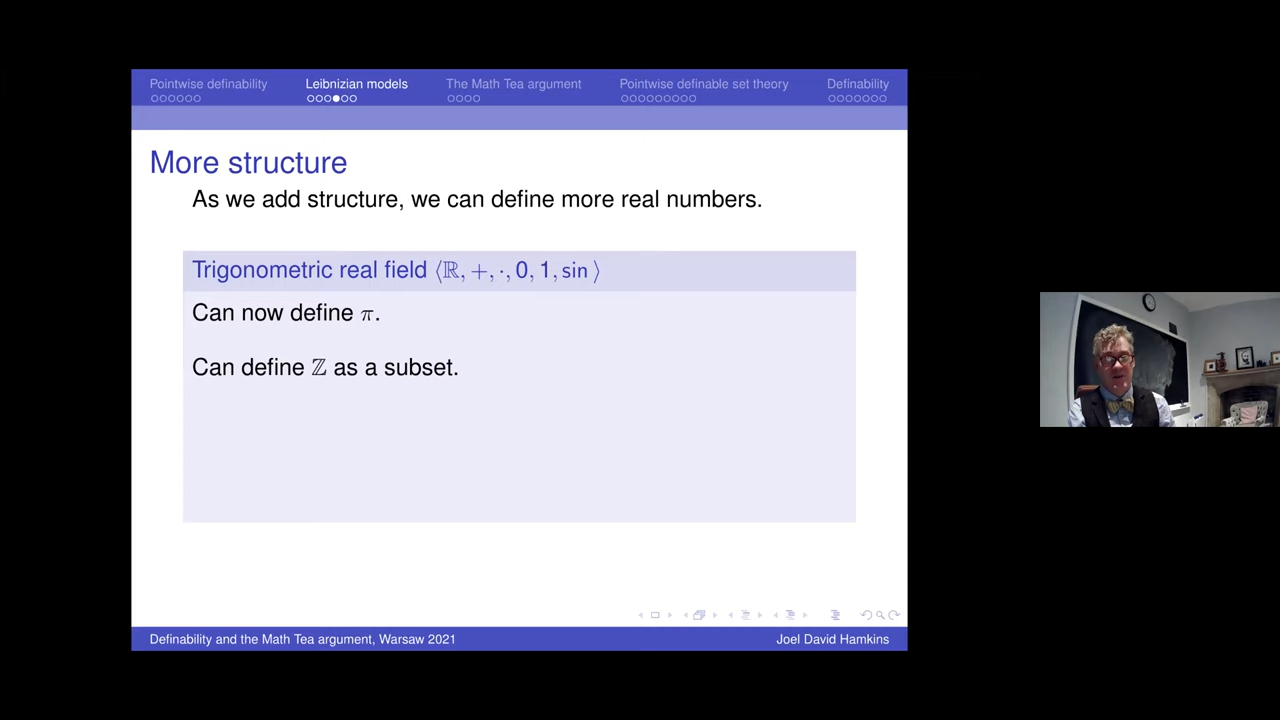 Pointwise definability Leibnizian models The Math Tea argument Pointwise definable set theory Definability
More structure
As we add structure, we can define more real numbers.
Trigonometric real field ⟨ℝ, +, ·, 0, 1, sin⟩
Can now define π.
Can define ℤ as a subset.
Definability and the Math Tea argument, Warsaw 2021 Joel David Hamkins